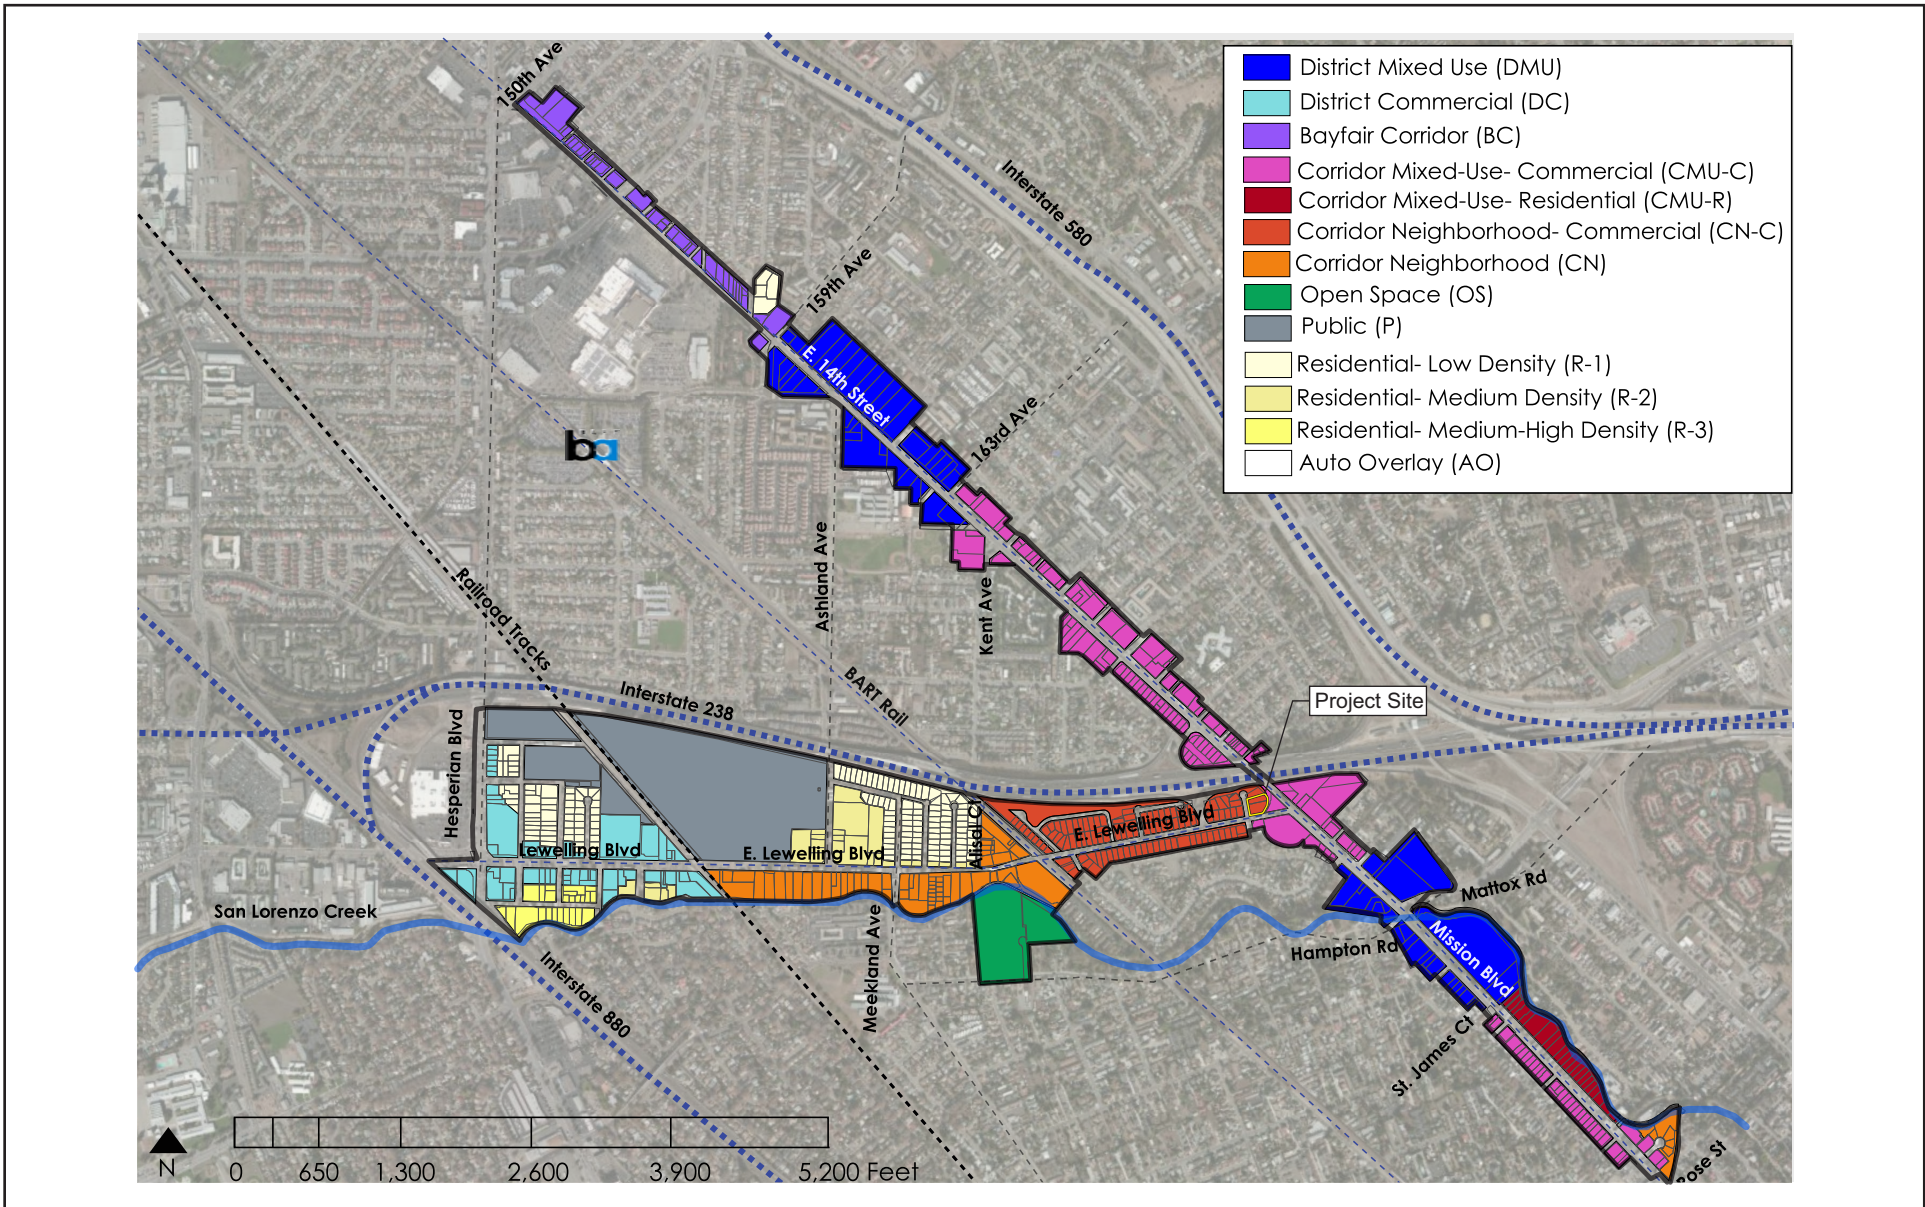 150th Ave
Interstate 580
159th Ave
163rd Ave
E. 14th Street
ba
Ashland Ave
Kent Ave
Railroad Tracks
BART Rail
Interstate 238
Project Site
Hesperian Blvd
Lewelling Blvd
E. Lewelling Blvd
Alisal Ct
E. Lewelling Blvd
San Lorenzo Creek
Interstate 880
Meekland Ave
Mattox Rd
Hampton Rd
Mission Blvd
St. James Ct
Rose St
District Mixed Use (DMU)
District Commercial (DC)
Bayfair Corridor (BC)
Corridor Mixed-Use- Commercial (CMU-C)
Corridor Mixed-Use- Residential (CMU-R)
Corridor Neighborhood- Commercial (CN-C)
Corridor Neighborhood (CN)
Open Space (OS)
Public (P)
Residential- Low Density (R-1)
Residential- Medium Density (R-2)
Residential- Medium-High Density (R-3)
Auto Overlay (AO)
N
0 650 1,300 2,600 3,900 5,200 Feet